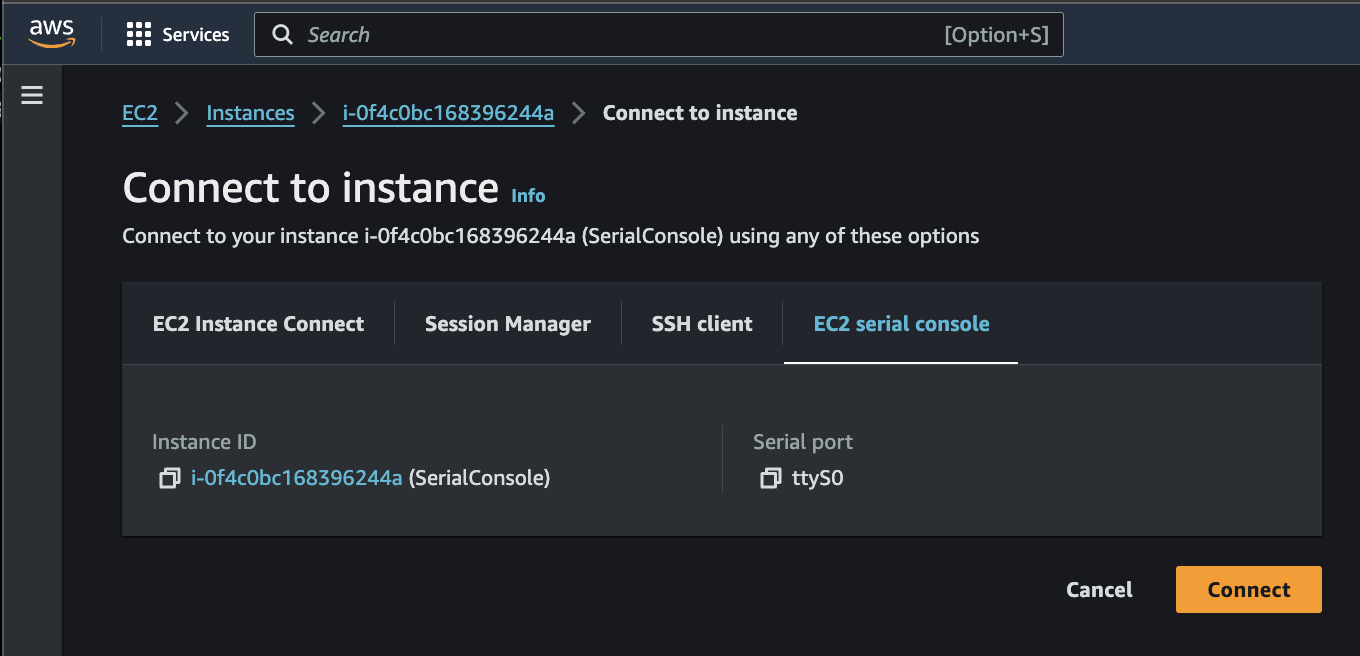 aws Services Search [Option+S]
EC2 Instances i-0f4c0bc168396244a Connect to instance
Connect to instance Info
Connect to your instance i-0f4c0bc168396244a (SerialConsole) using any of these options
EC2 Instance Connect Session Manager SSH client EC2 serial console
Instance ID
i-0f4c0bc168396244a (SerialConsole)
Serial port
ttyS0
Cancel Connect